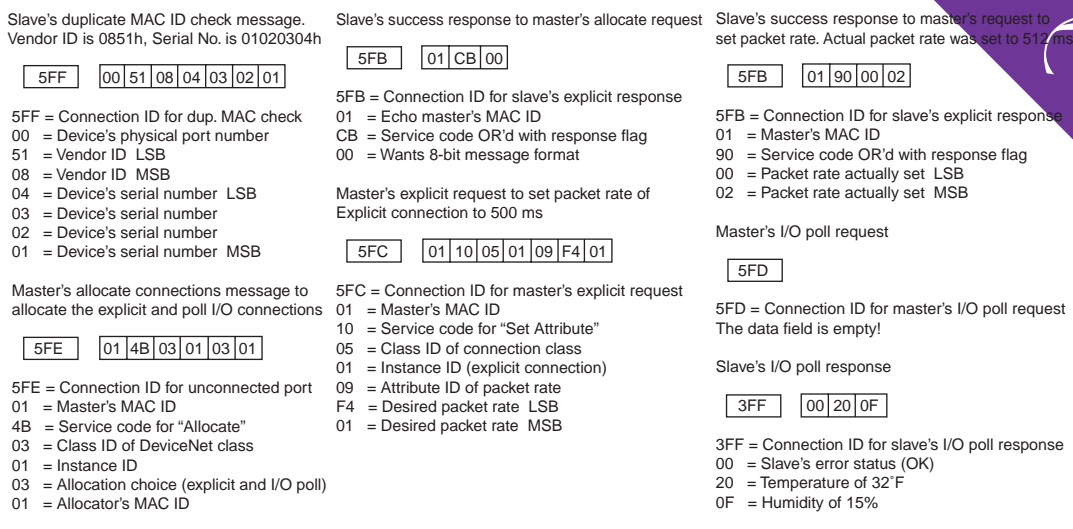 Slave's duplicate MAC ID check message.
Vendor ID is 0851h, Serial No. is 01020304h
5FF 00 51 08 04 03 02 01
5FF = Connection ID for dup. MAC check
00 = Device's physical port number
51 = Vendor ID LSB
08 = Vendor ID MSB
04 = Device's serial number LSB
03 = Device's serial number
02 = Device's serial number
01 = Device's serial number MSB
Master's allocate connections message to
allocate the explicit and poll I/O connections
5FE 01 4B 03 01 03 01
5FE = Connection ID for unconnected port
01 = Master's MAC ID
4B = Service code for “Allocate”
03 = Class ID of DeviceNet class
01 = Instance ID
03 = Allocation choice (explicit and I/O poll)
01 = Allocator's MAC ID
Slave's success response to master's allocate request
5FB 01 CB 00
5FB = Connection ID for slave's explicit response
01 = Echo master's MAC ID
CB = Service code OR'd with response flag
00 = Wants 8-bit message format
Master's explicit request to set packet rate of
Explicit connection to 500 ms
5FC 01 10 05 01 09 F4 01
5FC = Connection ID for master's explicit request
01 = Master's MAC ID
10 = Service code for “Set Attribute”
05 = Class ID of connection class
01 = Instance ID (explicit connection)
09 = Attribute ID of packet rate
F4 = Desired packet rate LSB
01 = Desired packet rate MSB
Slave's success response to master's request to
set packet rate. Actual packet rate was set to 512 ms
5FB 01 90 00 02
5FB = Connection ID for slave's explicit response
01 = Master's MAC ID
90 = Service code OR'd with response flag
00 = Packet rate actually set LSB
02 = Packet rate actually set MSB
Master's I/O poll request
5FD
5FD = Connection ID for master's I/O poll request
The data field is empty!
Slave's I/O poll response
3FF 00 20 0F
3FF = Connection ID for slave's I/O poll response
00 = Slave's error status (OK)
20 = Temperature of 32˚F
0F = Humidity of 15%